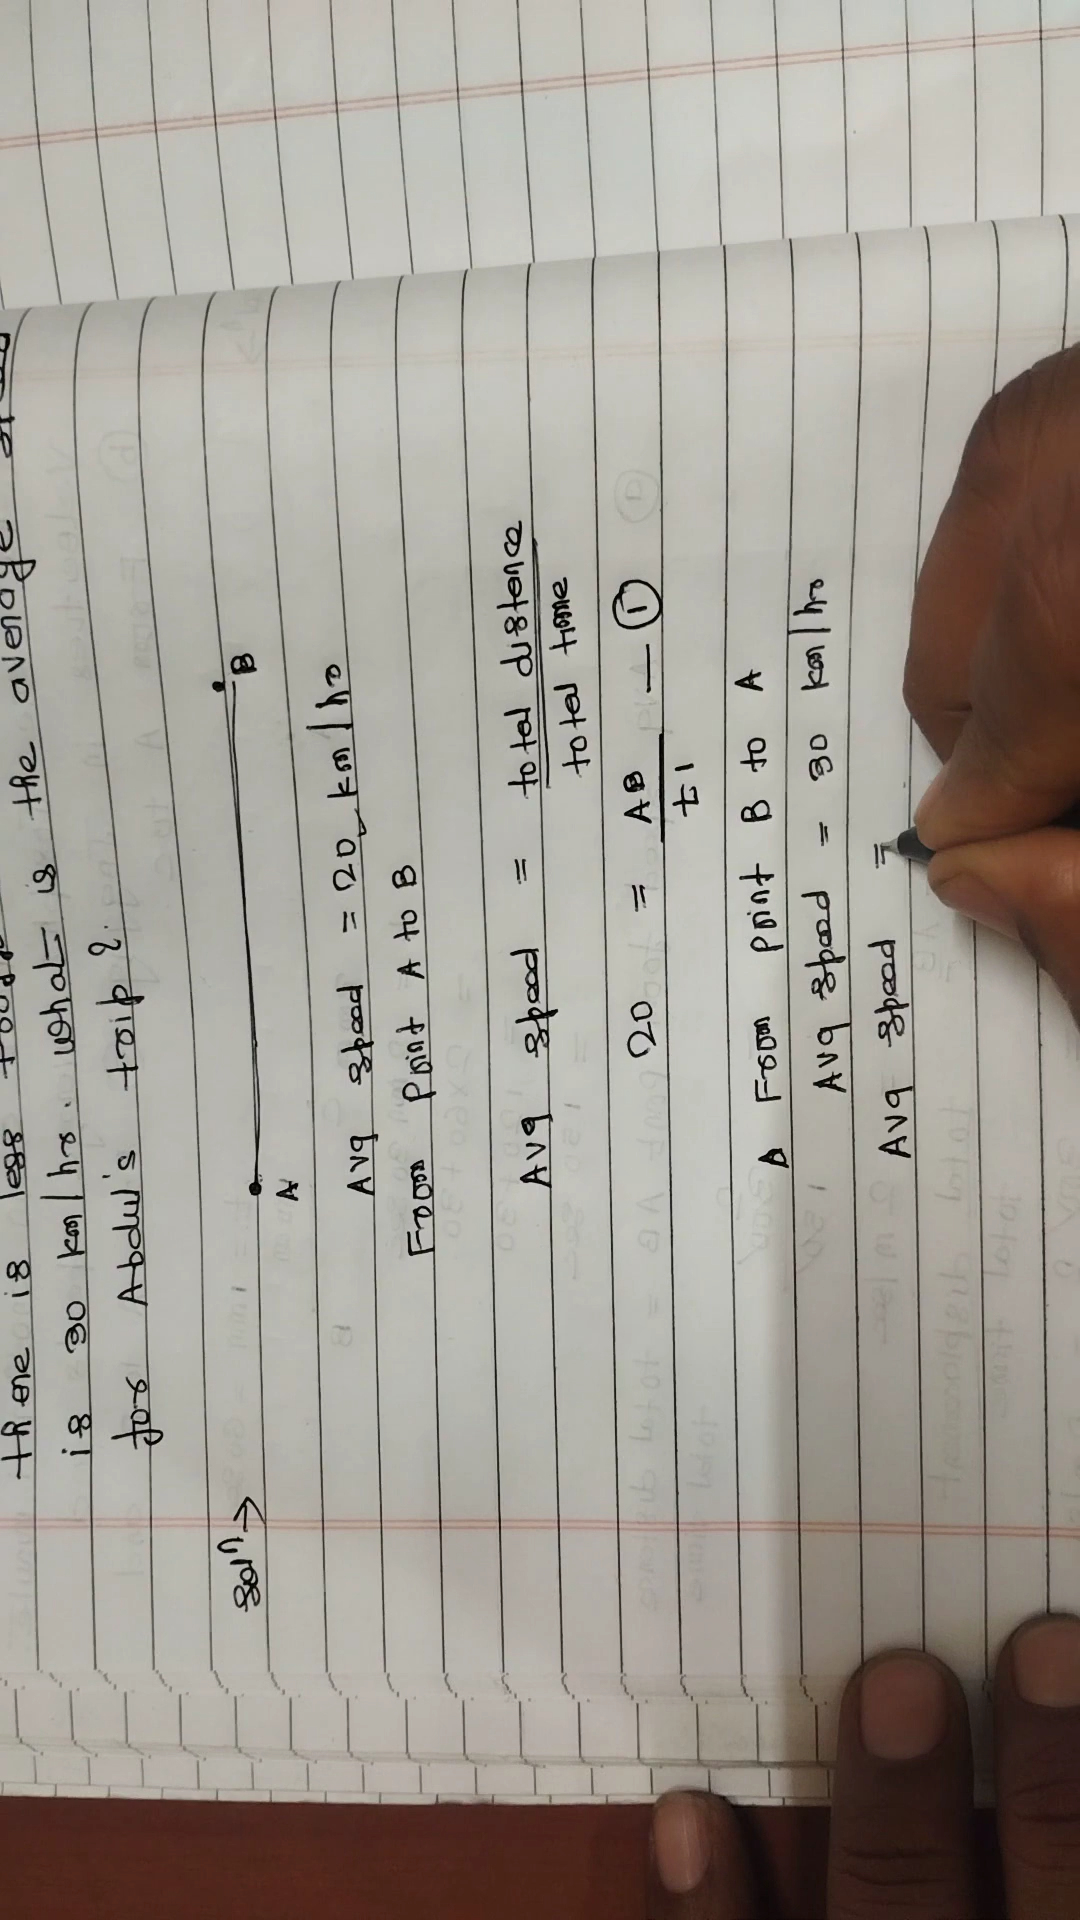 there is less
is 30 km/hr. what is the average
for Abdul's trip?
Solⁿ →
A B
Avg speed = 20 km/hr
From point A to B
Avg speed = total distance
total time
20 = AB — ①
t1
From point B to A
Avg speed = 30 km/hr
Avg speed =